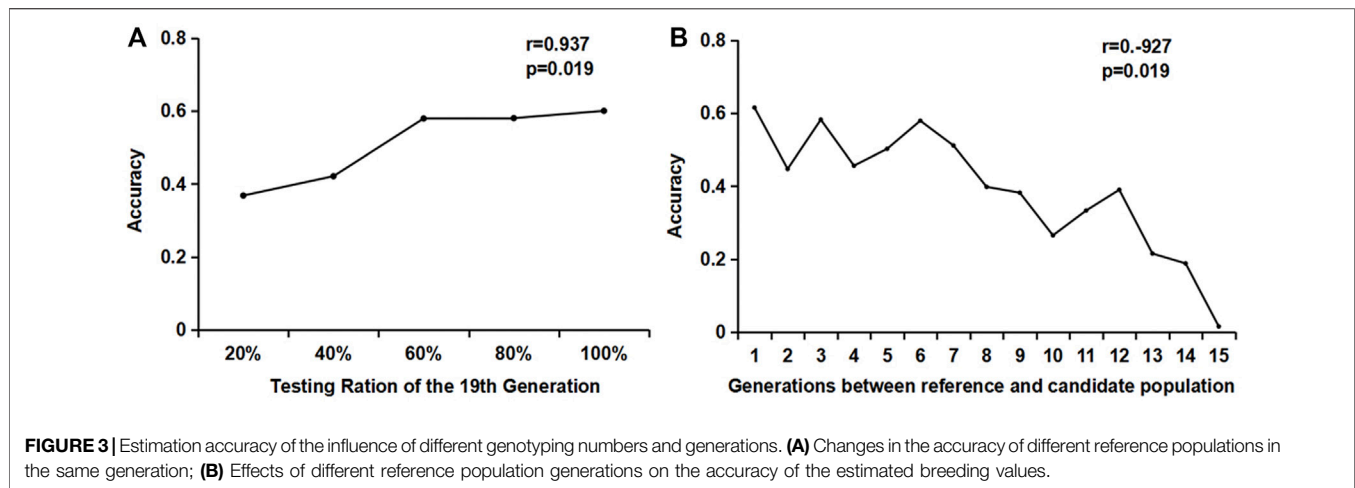 A
0.8
0.6
0.4
0.2
0
Accuracy
r=0.937
p=0.019
20% 40% 60% 80% 100%
Testing Ration of the 19th Generation
B
0.8
0.6
0.4
0.2
0
Accuracy
r=0.-927
p=0.019
1 2 3 4 5 6 7 8 9 10 11 12 13 14 15
Generations between reference and candidate population
FIGURE 3 | Estimation accuracy of the influence of different genotyping numbers and generations. (A) Changes in the accuracy of different reference populations in
the same generation; (B) Effects of different reference population generations on the accuracy of the estimated breeding values.